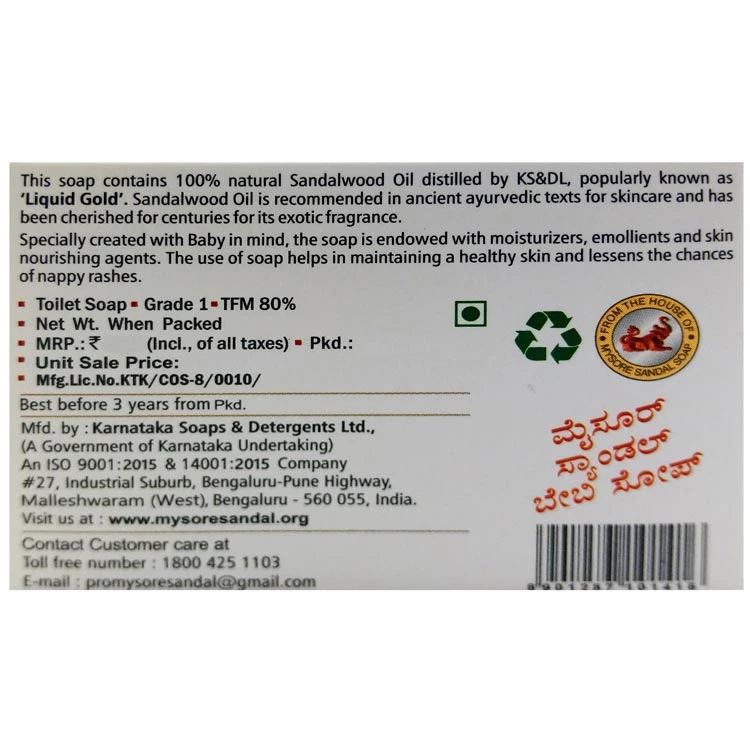 This soap contains 100% natural Sandalwood Oil distilled by KS&DL, popularly known as
'Liquid Gold'. Sandalwood Oil is recommended in ancient ayurvedic texts for skincare and has
been cherished for centuries for its exotic fragrance.
Specially created with Baby in mind, the soap is endowed with moisturizers, emollients and skin
nourishing agents. The use of soap helps in maintaining a healthy skin and lessens the chances
of nappy rashes.
▪ Toilet Soap ▪ Grade 1 ▪ TFM 80%
▪ Net Wt. When Packed
▪ MRP.: ₹ (Incl., of all taxes) ▪ Pkd.:
▪ Unit Sale Price:
▪ Mfg.Lic.No.KTK/COS-8/0010/
Best before 3 years from Pkd.
Mfd. by : Karnataka Soaps & Detergents Ltd.,
(A Government of Karnataka Undertaking)
An ISO 9001:2015 & 14001:2015 Company
#27, Industrial Suburb, Bengaluru-Pune Highway,
Malleshwaram (West), Bengaluru - 560 055, India.
Visit us at : www.mysoresandal.org
Contact Customer care at
Toll free number : 1800 425 1103
E-mail : promysoresandal@gmail.com
FROM THE HOUSE OF
MYSORE SANDAL SOAP
ಮೈಸೂರ್
ಸ್ಯಾಂಡಲ್
ಬೇಬಿ ಸೋಪ್